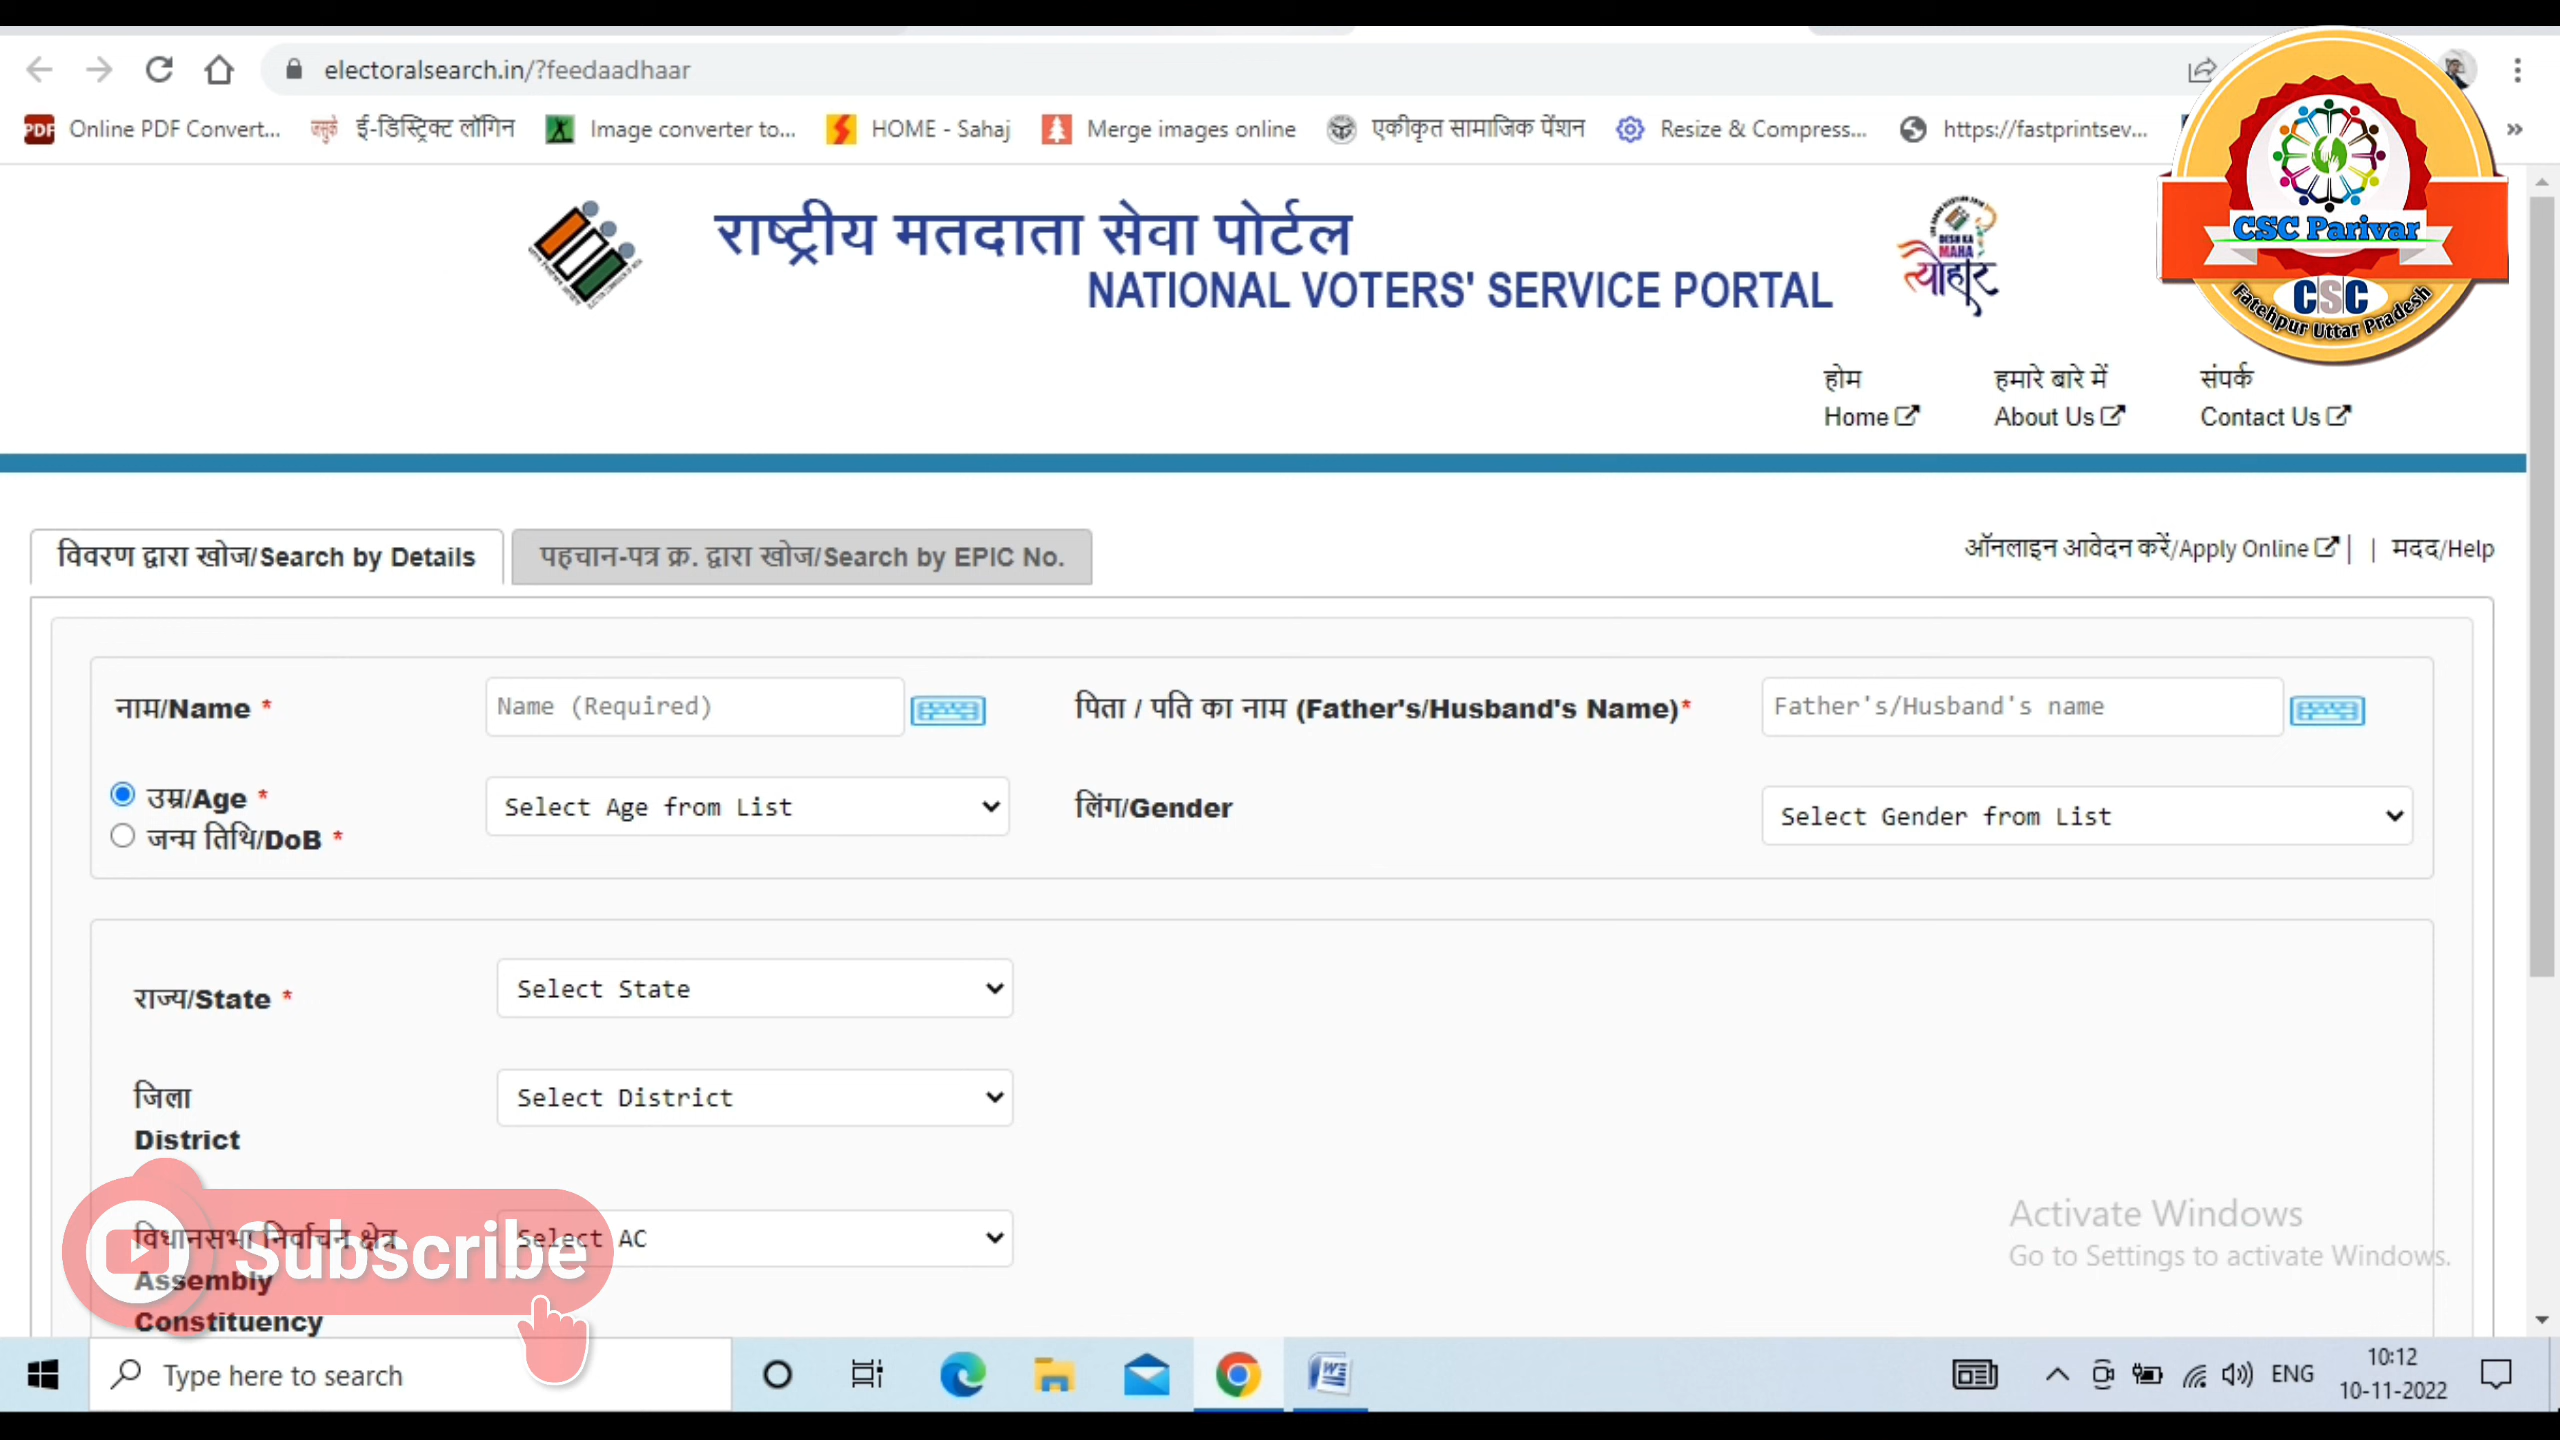 electoralsearch.in/?feedaadhaar
PDF Online PDF Convert... ई-डिस्ट्रिक्ट लॉगिन Image converter to... HOME - Sahaj Merge images online एकीकृत सामाजिक पेंशन Resize & Compress... https://fastprintsev... »
CSC Parivar
CSC
Fatehpur Uttar Pradesh
राष्ट्रीय मतदाता सेवा पोर्टल
NATIONAL VOTERS' SERVICE PORTAL
DESH KA
MAHA
त्योहार
होम हमारे बारे में संपर्क
Home About Us Contact Us
विवरण द्वारा खोज/Search by Details पहचान-पत्र क्र. द्वारा खोज/Search by EPIC No. ऑनलाइन आवेदन करें/Apply Online | | मदद/Help
नाम/Name * Name (Required) पिता / पति का नाम (Father's/Husband's Name)* Father's/Husband's name
उम्र/Age * Select Age from List लिंग/Gender Select Gender from List
जन्म तिथि/DoB *
राज्य/State * Select State
जिला Select District
District
विधानसभा निर्वाचन क्षेत्र Select AC
Assembly
Constituency
Subscribe
Activate Windows
Go to Settings to activate Windows.
Type here to search ENG 10:12
10-11-2022